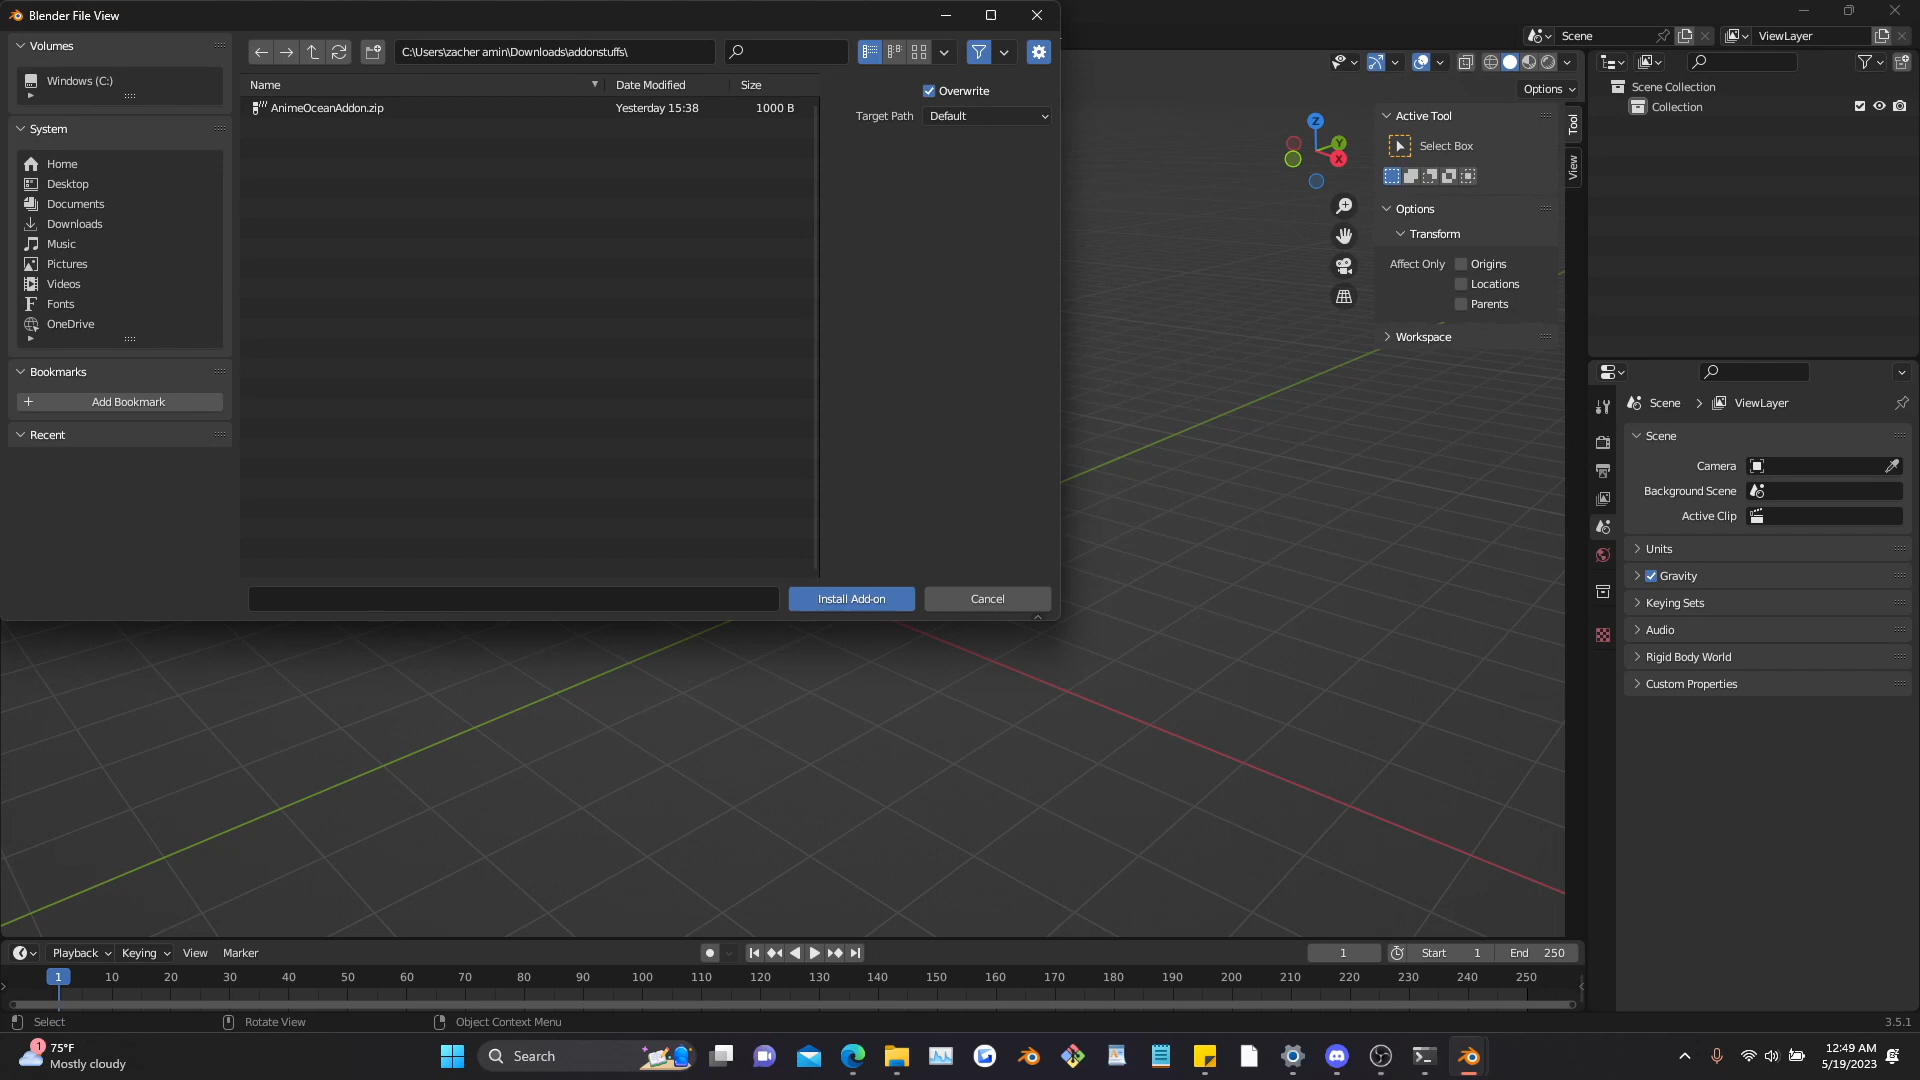 Blender File View
Volumes
Windows (C:)
System
Home
Desktop
Documents
Downloads
Music
Pictures
Videos
Fonts
OneDrive
Bookmarks
Add Bookmark
Recent
C:\Users\zacher amin\Downloads\addonstuffs\
Name
Date Modified
Size
AnimeOceanAddon.zip
Yesterday 15:38
1000 B
Overwrite
Target Path
Default
Install Add-on
Cancel
Scene
ViewLayer
Options
Z
Y
X
Active Tool
Select Box
Options
Transform
Affect Only
Origins
Locations
Parents
Workspace
Tool
View
Scene Collection
Collection
Scene
ViewLayer
Scene
Camera
Background Scene
Active Clip
Units
Gravity
Keying Sets
Audio
Rigid Body World
Custom Properties
Playback
Keying
View
Marker
1
Start 1
End 250
1 10 20 30 40 50 60 70 80 90 100 110 120 130 140 150 160 170 180 190 200 210 220 230 240 250
Select
Rotate View
Object Context Menu
3.5.1
1
75°F
Mostly cloudy
Search
12:49 AM
5/19/2023